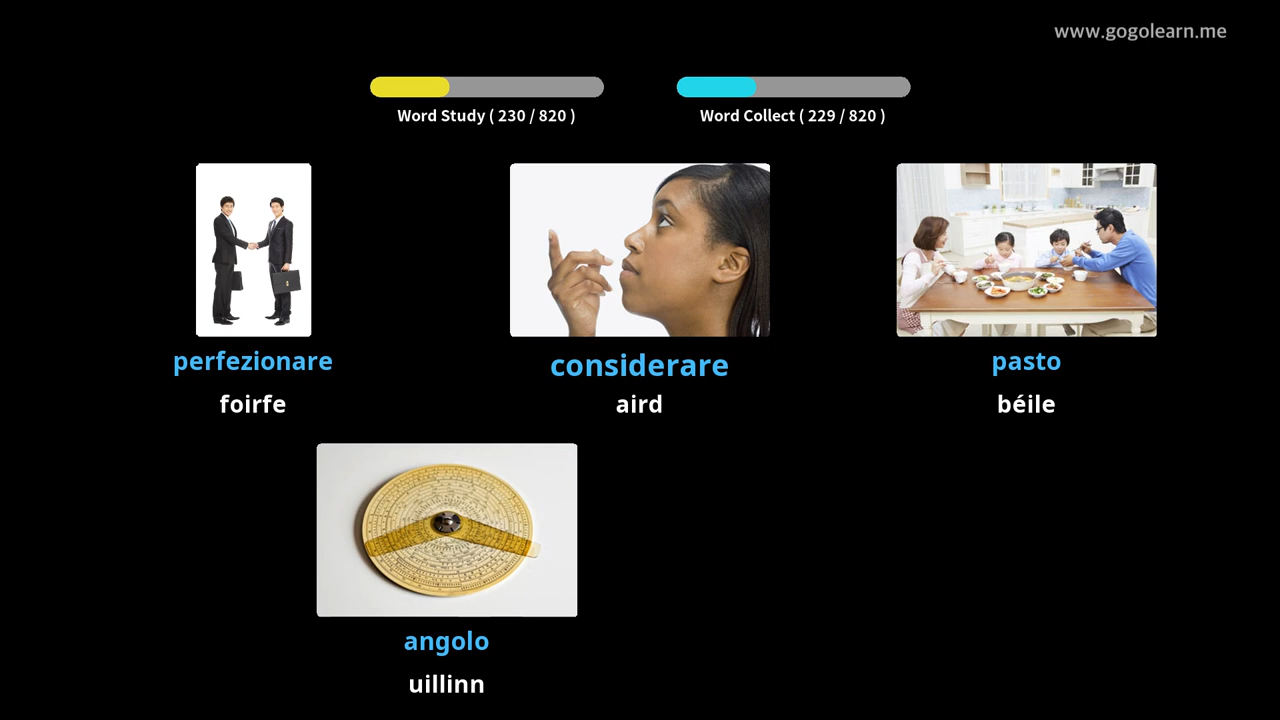 www.gogolearn.me
Word Study ( 230 / 820 )
Word Collect ( 229 / 820 )
perfezionare
foirfe
considerare
aird
pasto
béile
angolo
uillinn